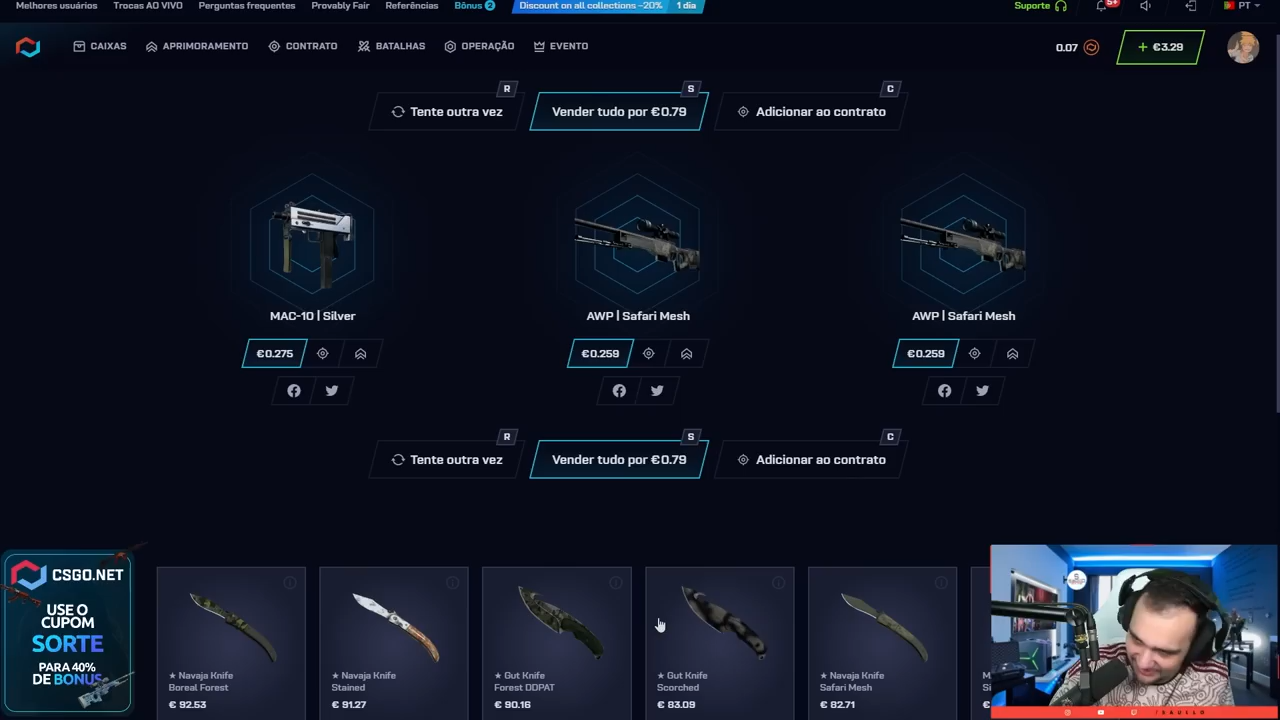 Melhores usuários Trocas AO VIVO Perguntas frequentes Provably Fair Referências Bônus 2 Discount on all collections -20% 1 dia Suporte 5+ PT
CAIXAS APRIMORAMENTO CONTRATO BATALHAS OPERAÇÃO EVENTO 0.07 + €3.29
R S C
Tente outra vez Vender tudo por €0.79 Adicionar ao contrato
MAC-10 | Silver AWP | Safari Mesh AWP | Safari Mesh
€0.275 €0.259 €0.259
R S C
Tente outra vez Vender tudo por €0.79 Adicionar ao contrato
CSGO.NET
USE O
CUPOM
SORTE
PARA 40%
DE BONUS
★ Navaja Knife
Boreal Forest
€ 92.53
★ Navaja Knife
Stained
€ 91.27
★ Gut Knife
Forest DDPAT
€ 90.16
★ Gut Knife
Scorched
€ 83.09
★ Navaja Knife
Safari Mesh
€ 82.71